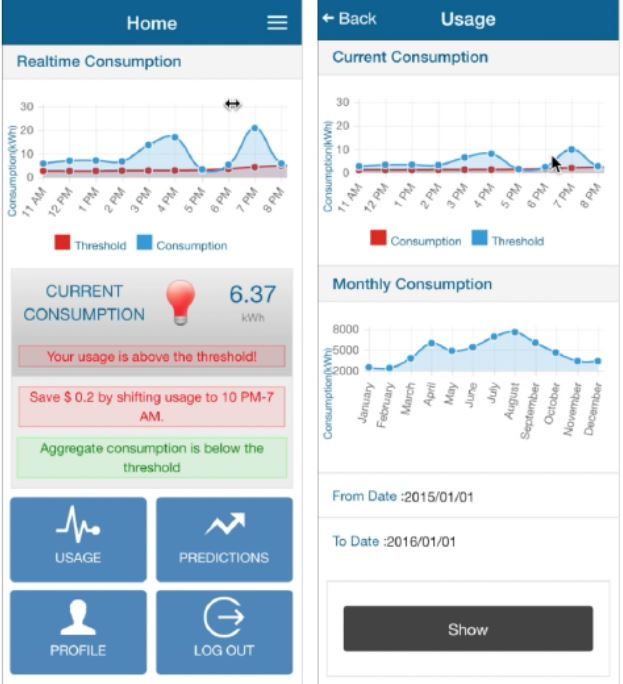 Home
Realtime Consumption
Consumption(kWh)
30
20
10
0
11 AM
12 PM
1 PM
2 PM
3 PM
4 PM
5 PM
6 PM
7 PM
8 PM
Threshold
Consumption
CURRENT
CONSUMPTION
6.37
kWh
Your usage is above the threshold!
Save $ 0.2 by shifting usage to 10 PM-7
AM.
Aggregate consumption is below the
threshold
USAGE
PREDICTIONS
PROFILE
LOG OUT
Back
Usage
Current Consumption
Consumption(kWh)
30
20
10
0
11 AM
12 PM
1 PM
2 PM
3 PM
4 PM
5 PM
6 PM
7 PM
8 PM
Consumption
Threshold
Monthly Consumption
Consumption(kWh)
8000
5000
2000
January
February
March
April
May
June
July
August
September
October
November
December
From Date :2015/01/01
To Date :2016/01/01
Show